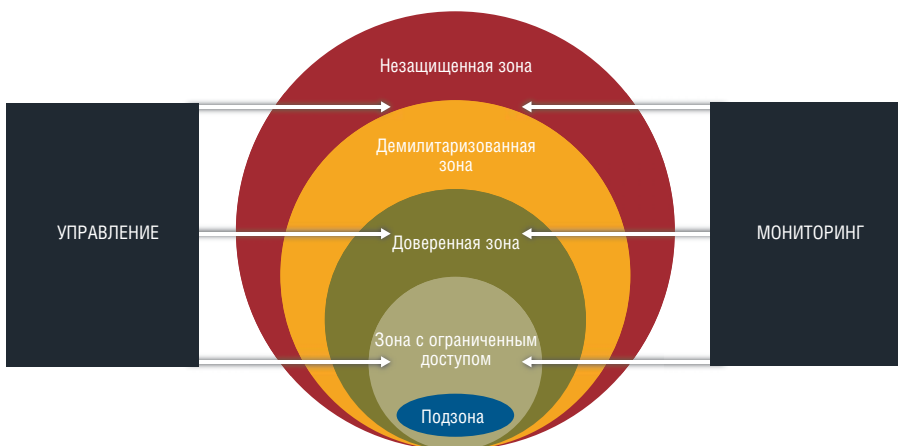 Незащищенная зона
Демилитаризованная
зона
УПРАВЛЕНИЕ
Доверенная зона
МОНИТОРИНГ
Зона с ограниченным
доступом
Подзона